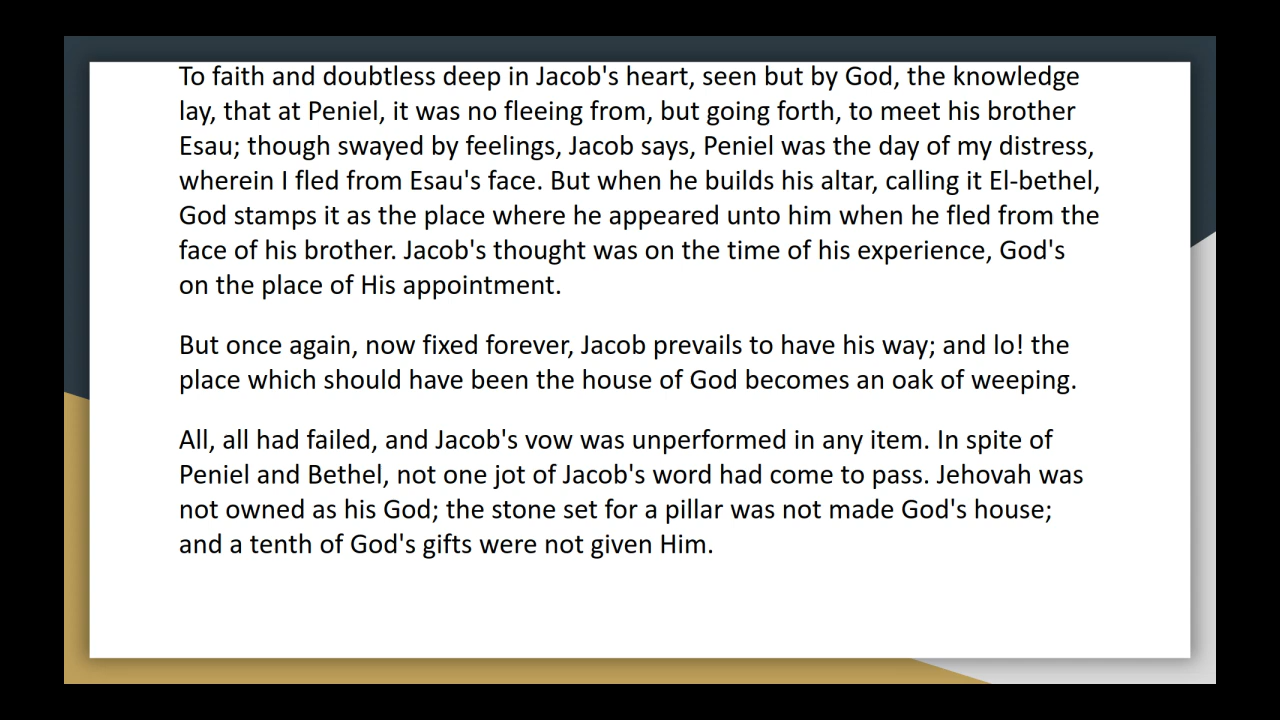 To faith and doubtless deep in Jacob's heart, seen but by God, the knowledge
lay, that at Peniel, it was no fleeing from, but going forth, to meet his brother
Esau; though swayed by feelings, Jacob says, Peniel was the day of my distress,
wherein I fled from Esau's face. But when he builds his altar, calling it El-bethel,
God stamps it as the place where he appeared unto him when he fled from the
face of his brother. Jacob's thought was on the time of his experience, God's
on the place of His appointment.
But once again, now fixed forever, Jacob prevails to have his way; and lo! the
place which should have been the house of God becomes an oak of weeping.
All, all had failed, and Jacob's vow was unperformed in any item. In spite of
Peniel and Bethel, not one jot of Jacob's word had come to pass. Jehovah was
not owned as his God; the stone set for a pillar was not made God's house;
and a tenth of God's gifts were not given Him.